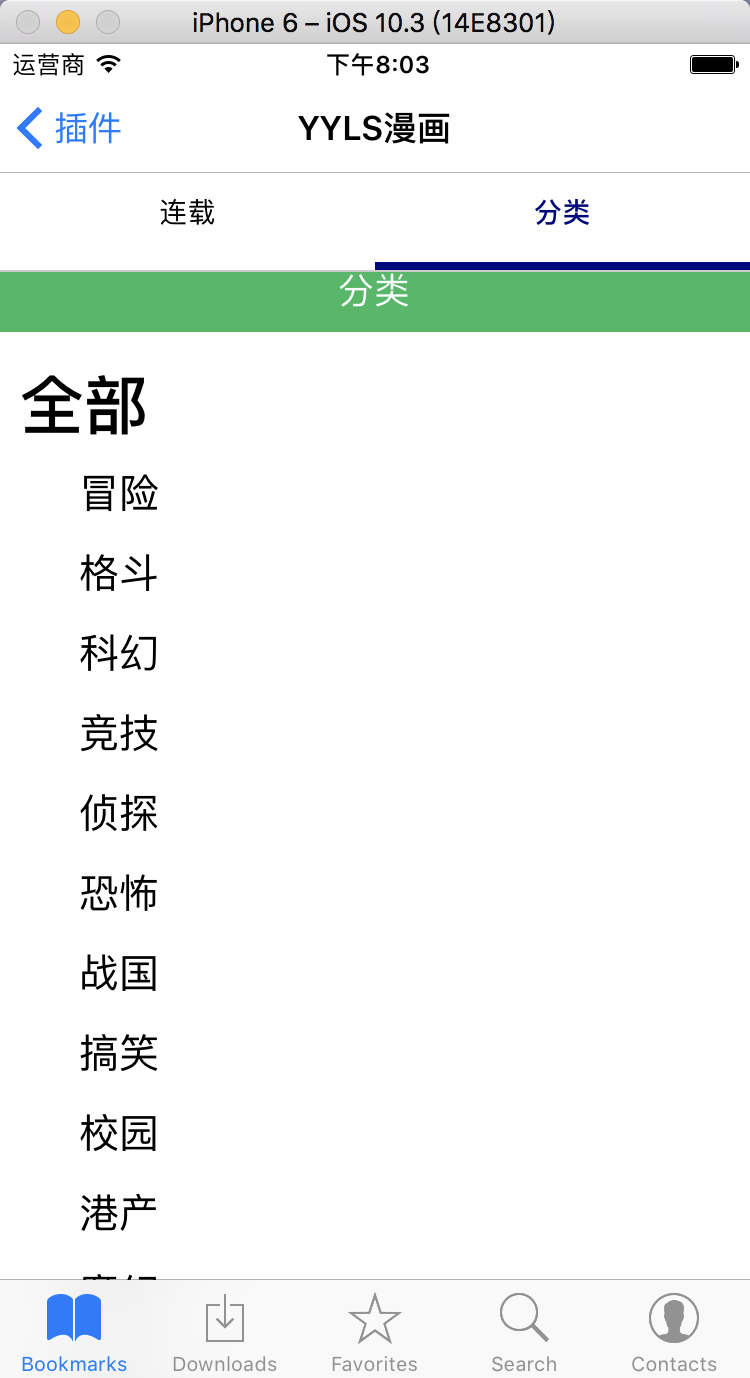 iPhone 6 – iOS 10.3 (14E8301)
运营商 下午8:03
插件 YYLS漫画
连载 分类
分类
全部
冒险
格斗
科幻
竞技
侦探
恐怖
战国
搞笑
校园
港产
Bookmarks Downloads Favorites Search Contacts